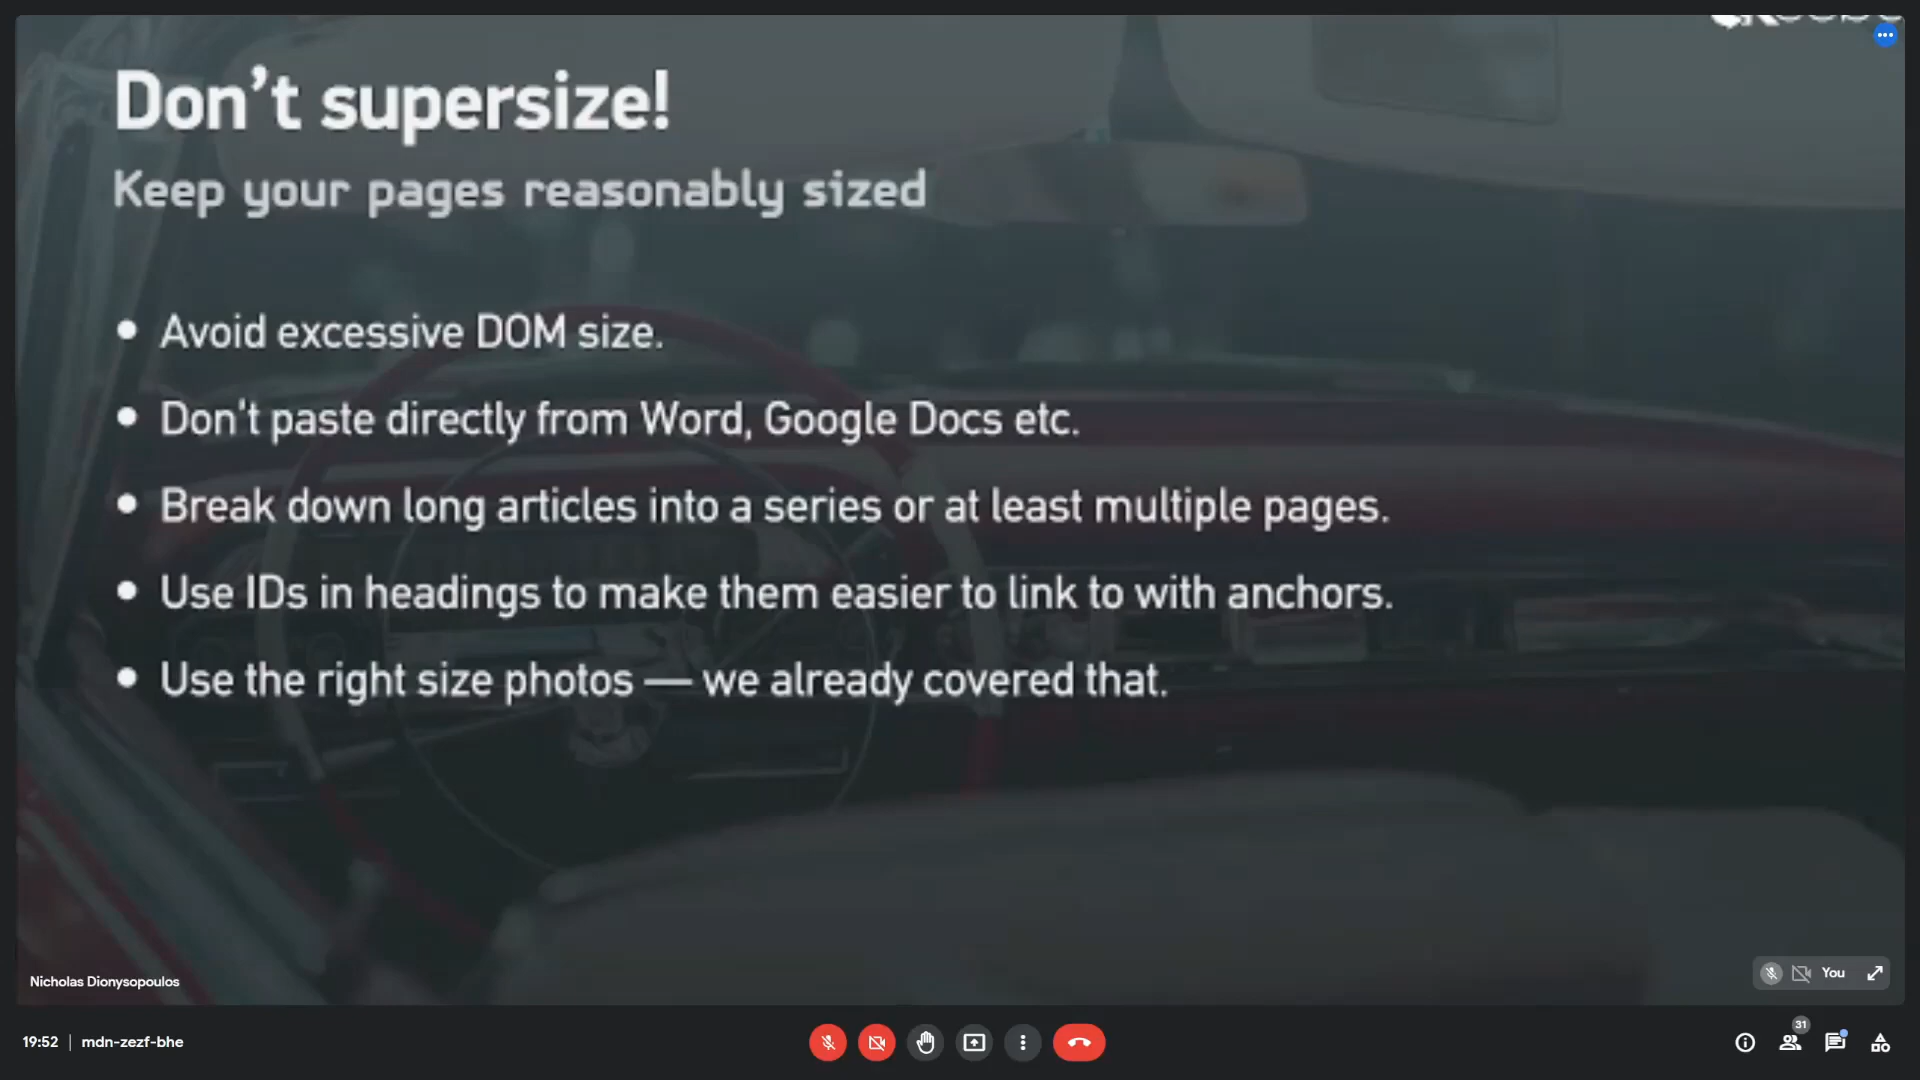 Don't supersize!
Keep your pages reasonably sized
• Avoid excessive DOM size.
• Don't paste directly from Word, Google Docs etc.
• Break down long articles into a series or at least multiple pages.
• Use IDs in headings to make them easier to link to with anchors.
• Use the right size photos — we already covered that.
Nicholas Dionysopoulos
You
19:52 | mdn-zezf-bhe
31